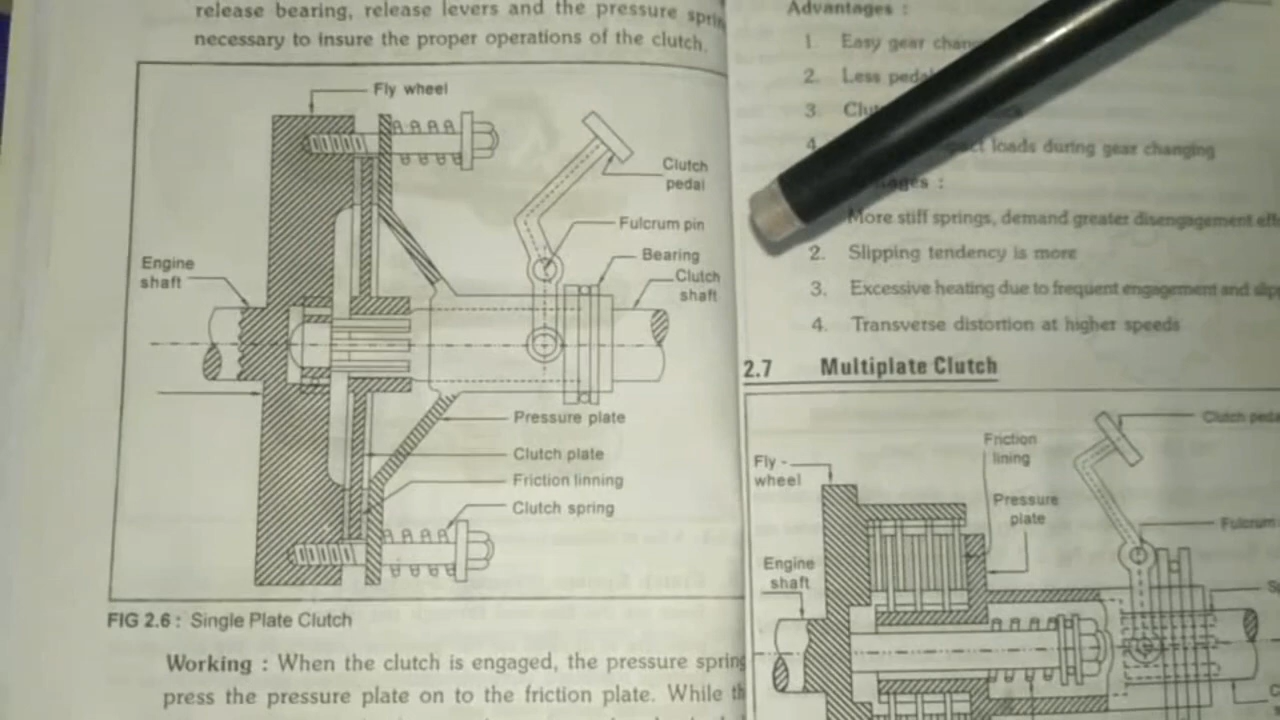 release bearing, release levers and the pressure
necessary to insure the proper operations of the clutch.
Fly wheel
Clutch
pedal
Fulcrum pin
Bearing
Clutch
shaft
Engine
shaft
Pressure plate
Clutch plate
Friction linning
Clutch spring
FIG 2.6 : Single Plate Clutch
Working : When the clutch is engaged, the pressure spring
press the pressure plate on to the friction plate. While
Advantages :
1. Easy gear
2. Less
3.
4. loads during gear changing
:
More stiff springs, demand greater disengagement
2. Slipping tendency is more
3. Excessive heating due to frequent engagement and
4. Transverse distortion at higher speeds
2.7 Multiplate Clutch
Clutch
Friction
lining
Fly -
wheel
Pressure
plate
Fulcrum
Engine
shaft